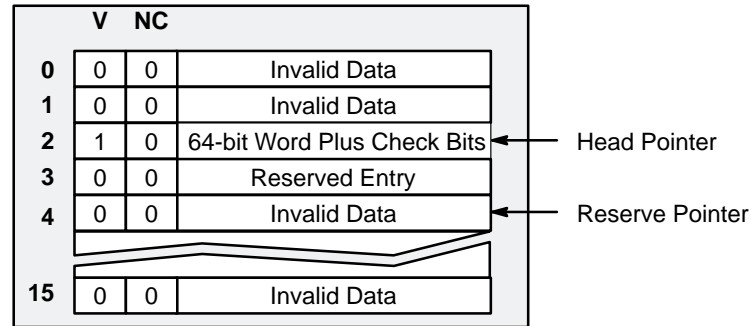 V NC
0 0 0 Invalid Data
1 0 0 Invalid Data
2 1 0 64-bit Word Plus Check Bits Head Pointer
3 0 0 Reserved Entry
4 0 0 Invalid Data Reserve Pointer
15 0 0 Invalid Data